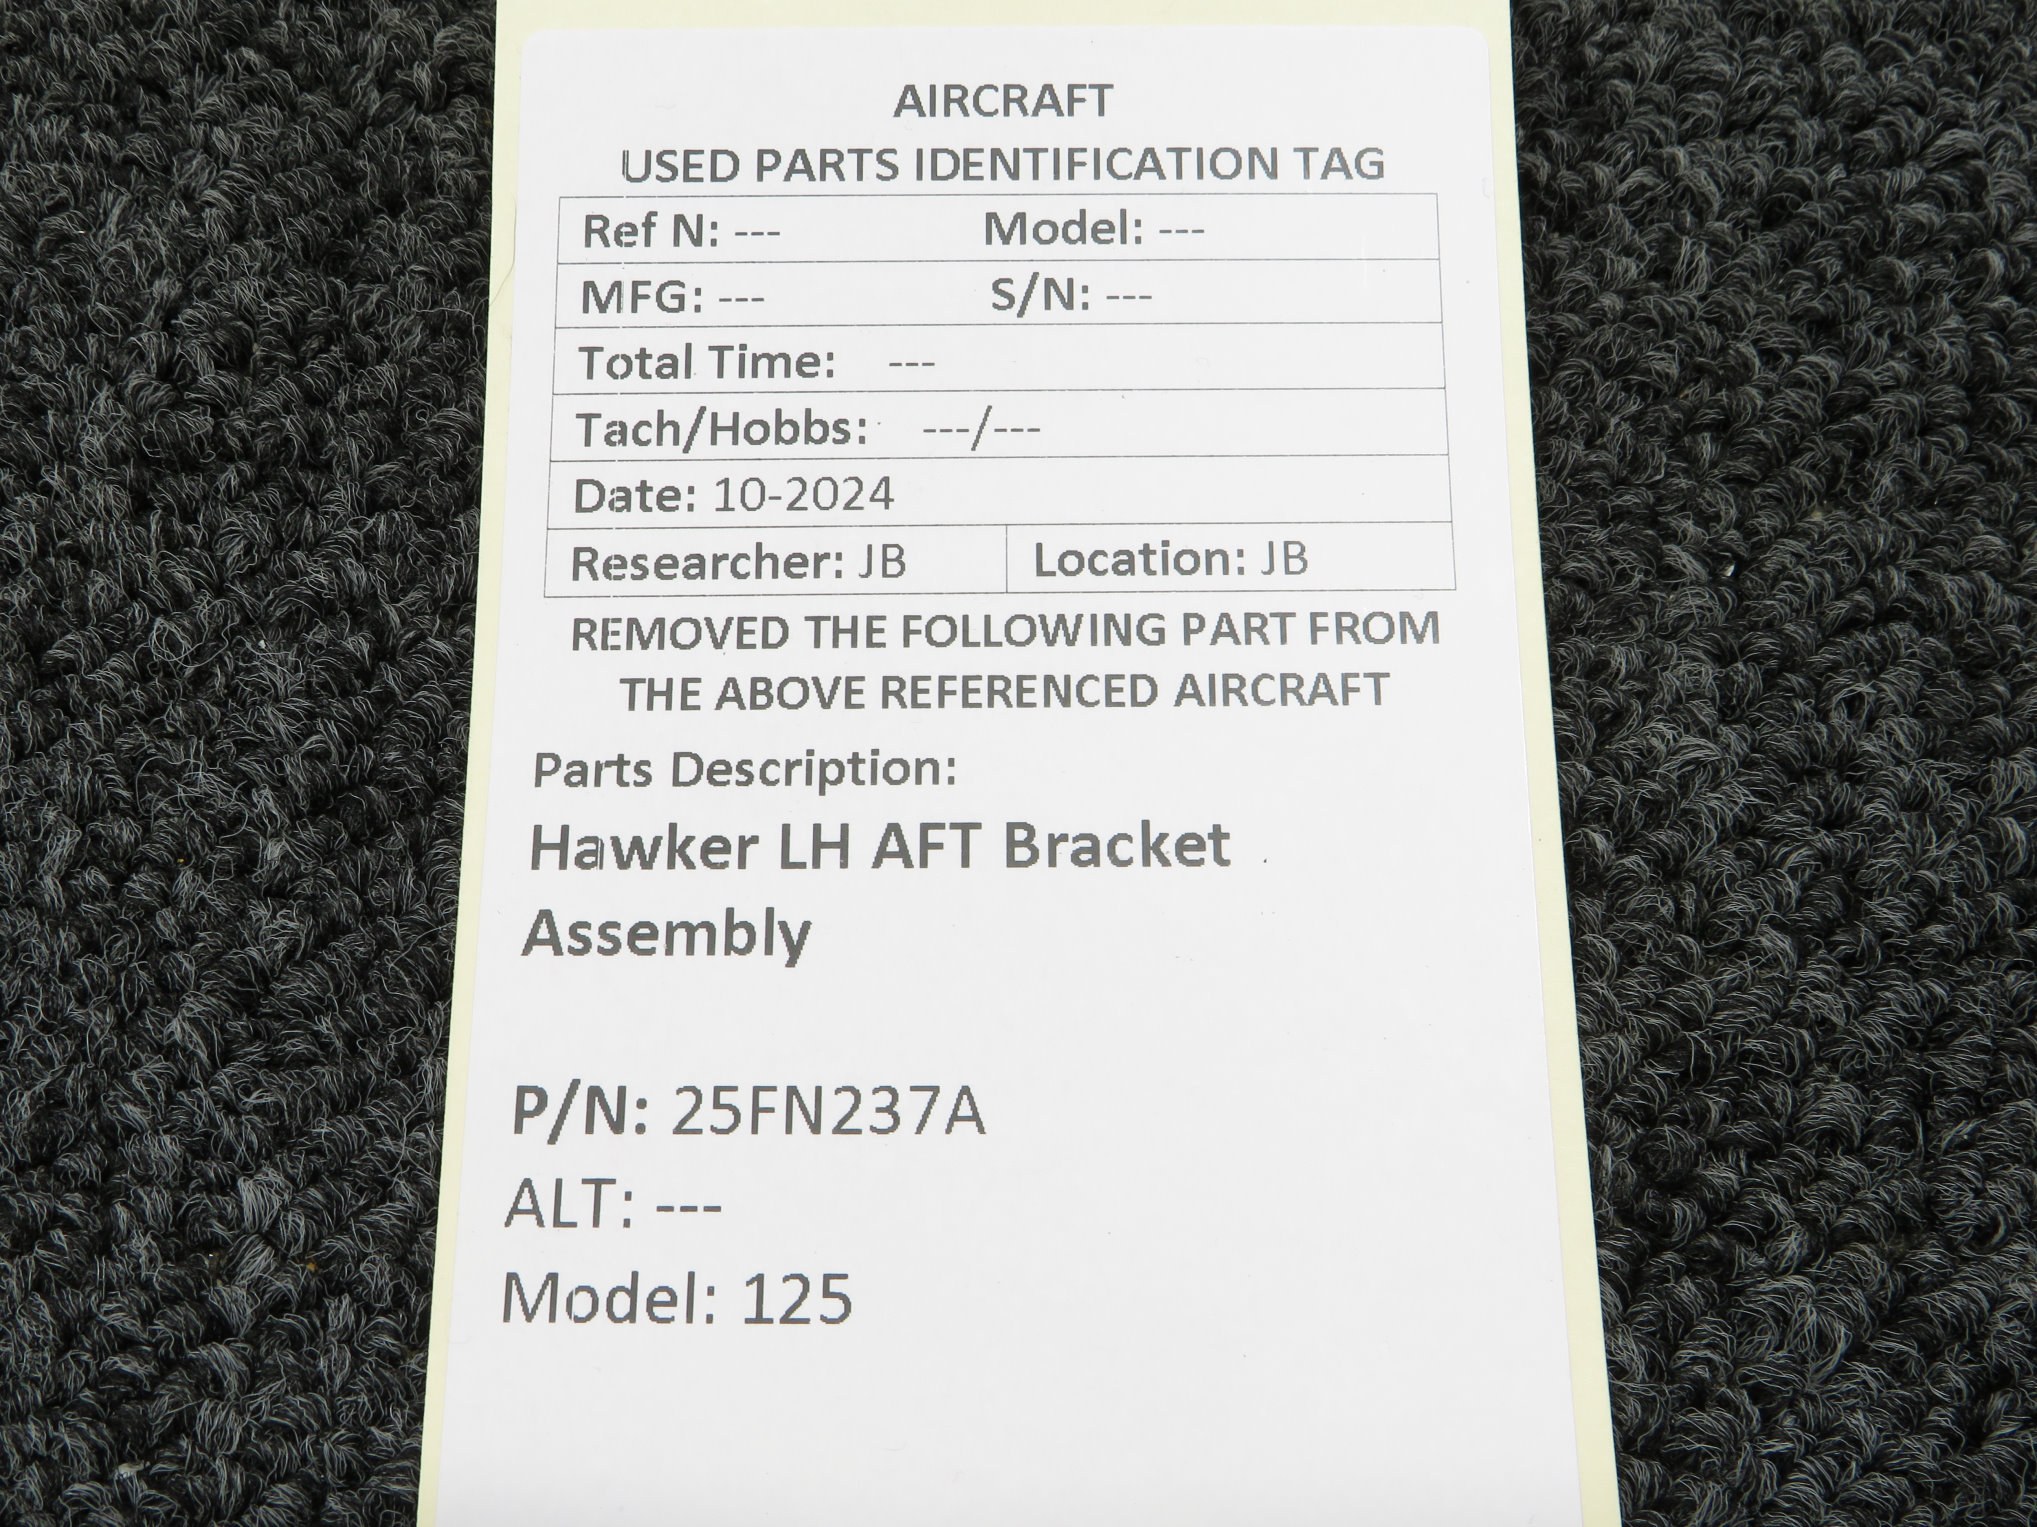 AIRCRAFT
USED PARTS IDENTIFICATION TAG
Ref N: --- Model: ---
MFG: --- S/N: ---
Total Time: ---
Tach/Hobbs: ---/---
Date: 10-2024
Researcher: JB Location: JB
REMOVED THE FOLLOWING PART FROM
THE ABOVE REFERENCED AIRCRAFT
Parts Description:
Hawker LH AFT Bracket
Assembly
P/N: 25FN237A
ALT: ---
Model: 125